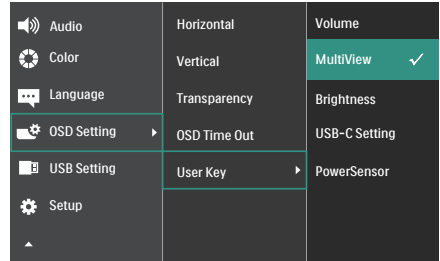 Audio
Color
Language
OSD Setting
USB Setting
Setup
Horizontal
Vertical
Transparency
OSD Time Out
User Key
Volume
MultiView
Brightness
USB-C Setting
PowerSensor